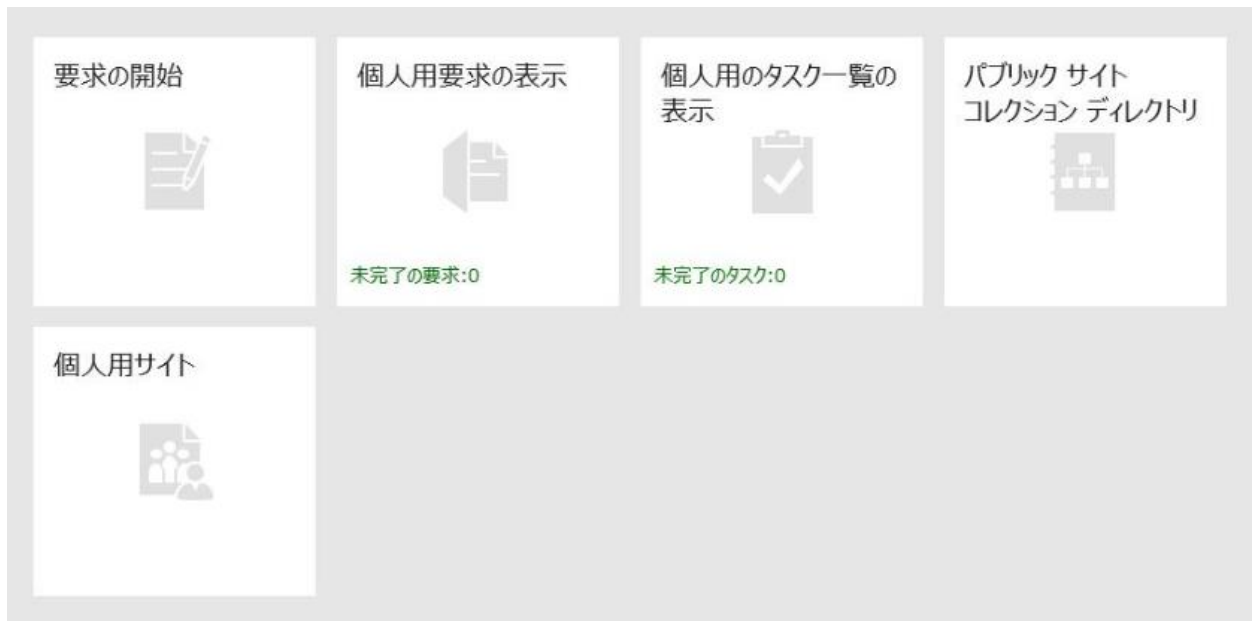 要求の開始
個人用要求の表示
未完了の要求:0
個人用のタスク一覧の
表示
未完了のタスク:0
パブリック サイト
コレクション ディレクトリ
個人用サイト